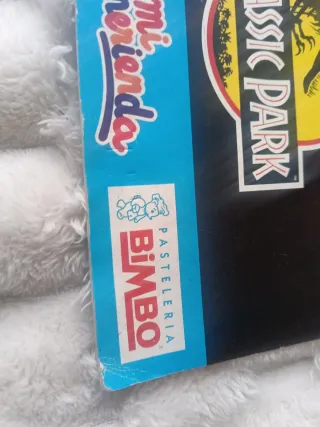 mi
merienda
PASTELERIA
BIMBO
ASSIC PARK